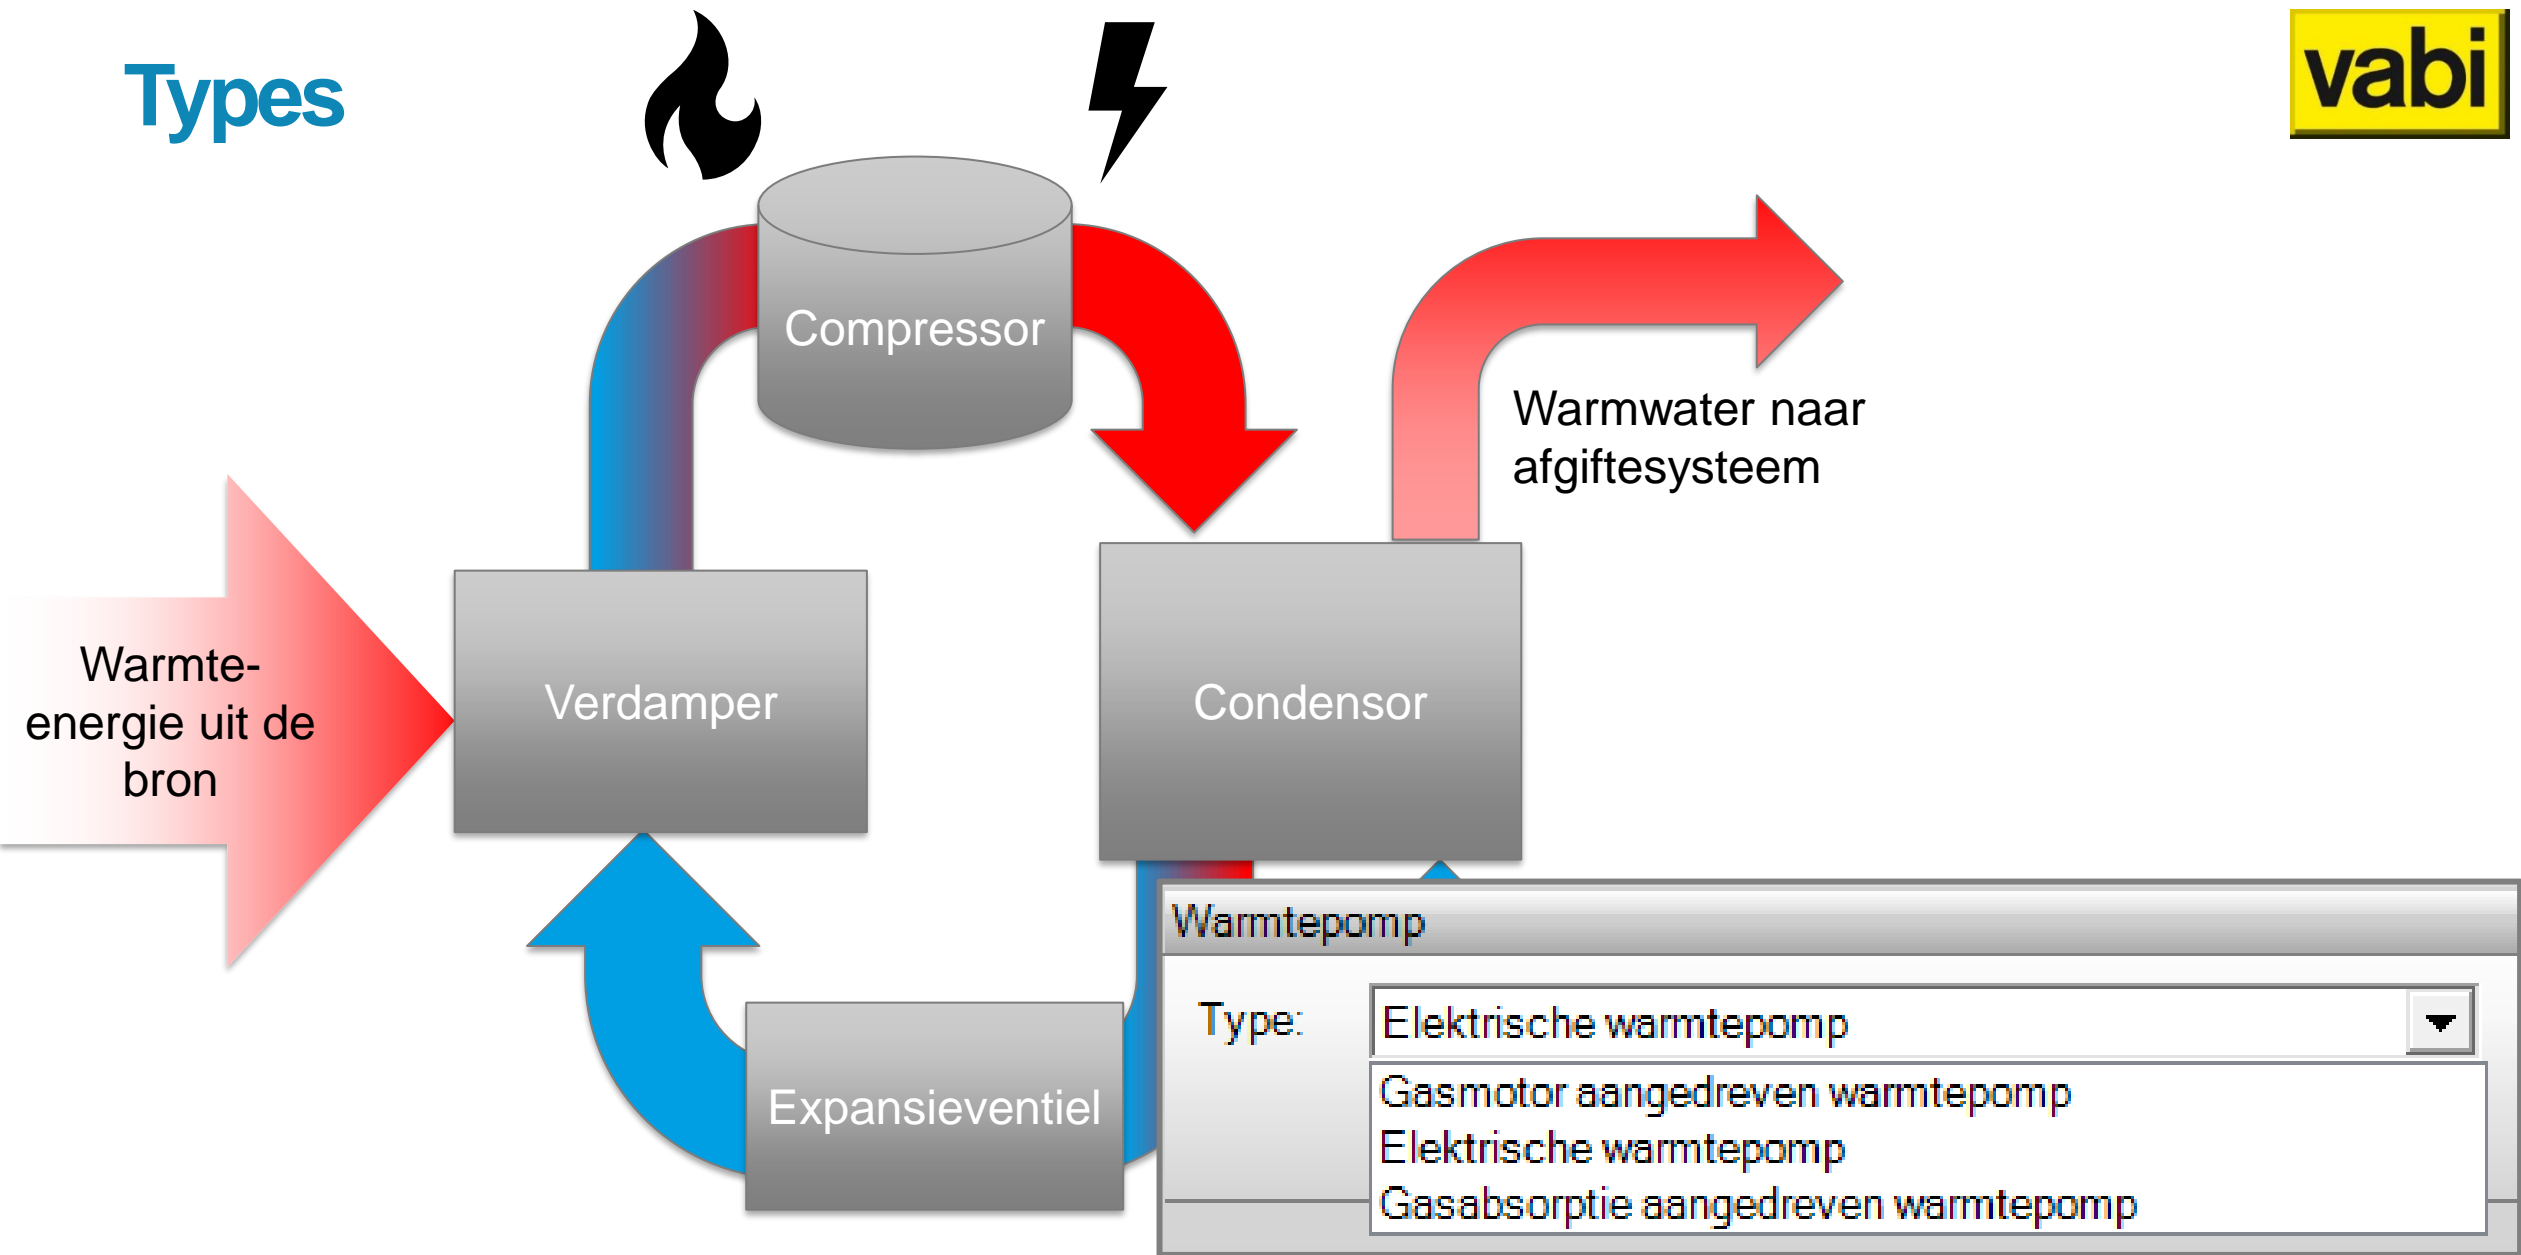 Types
vabi
Compressor
Warmwater naar
afgiftesysteem
Warmte-
energie uit de
bron
Verdamper
Condensor
Expansieventiel
Warmtepomp
Type:
Elektrische warmtepomp
Gasmotor aangedreven warmtepomp
Elektrische warmtepomp
Gasabsorptie aangedreven warmtepomp